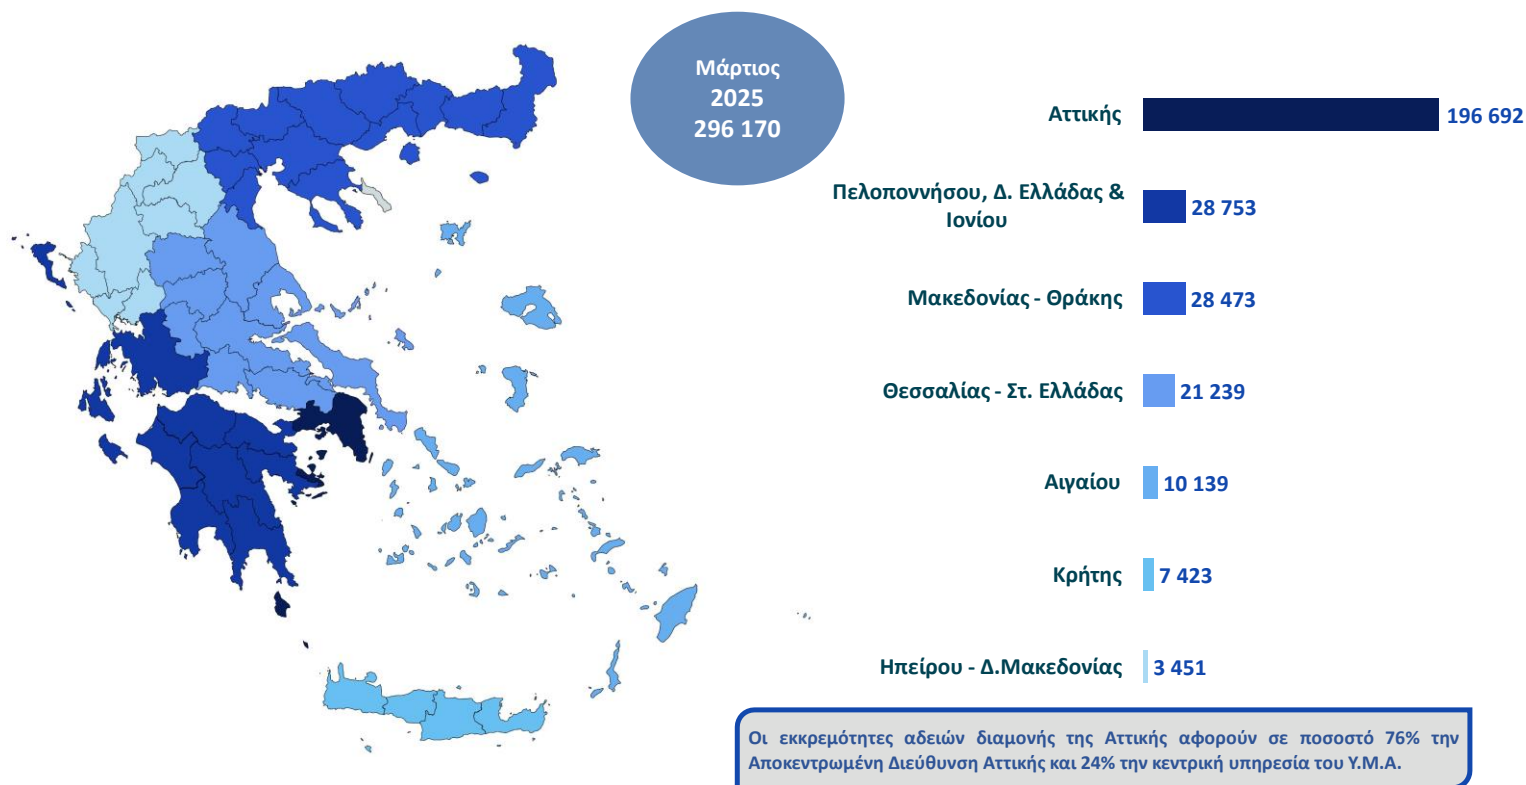 Μάρτιος
2025
296 170
Αττικής
196 692
Πελοποννήσου, Δ. Ελλάδας &
Ιονίου
28 753
Μακεδονίας - Θράκης
28 473
Θεσσαλίας - Στ. Ελλάδας
21 239
Αιγαίου
10 139
Κρήτης
7 423
Ηπείρου - Δ.Μακεδονίας
3 451
Οι εκκρεμότητες αδειών διαμονής της Αττικής αφορούν σε ποσοστό 76% την
Αποκεντρωμένη Διεύθυνση Αττικής και 24% την κεντρική υπηρεσία του Υ.Μ.Α.